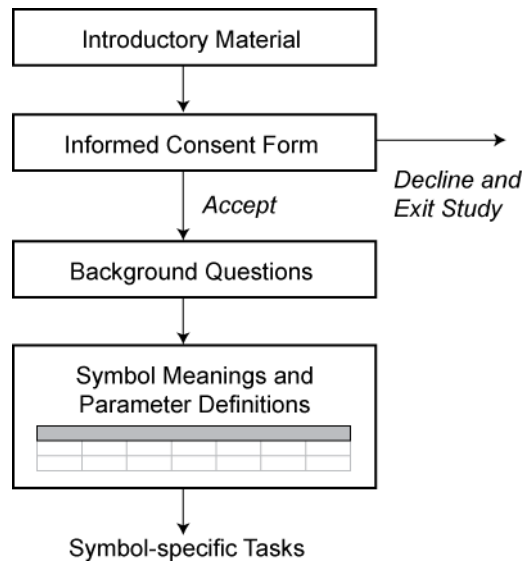 Introductory Material
Informed Consent Form
Decline and
Exit Study
Accept
Background Questions
Symbol Meanings and
Parameter Definitions
Symbol-specific Tasks